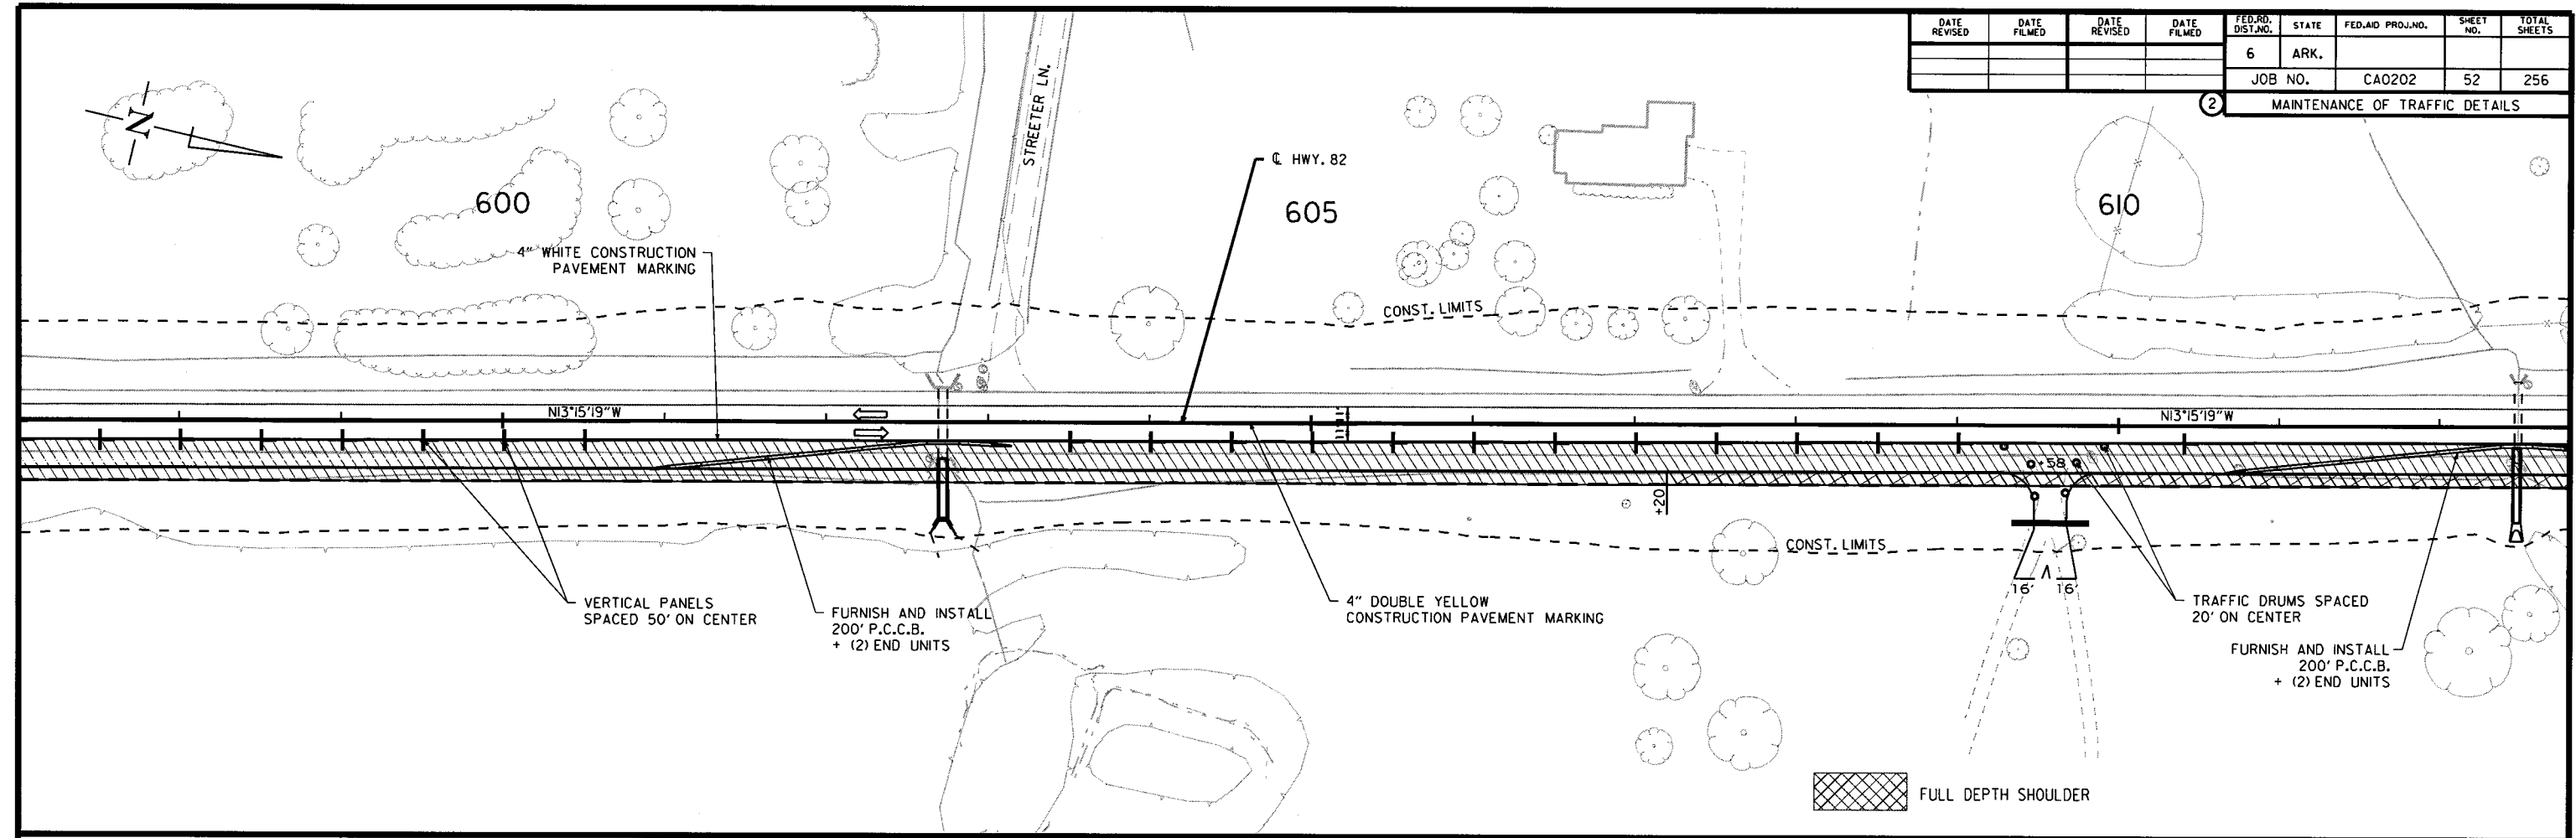 DATE REVISED
DATE FILMED
DATE REVISED
DATE FILMED
FED.RD. DIST.NO.
STATE
FED.AID PROJ.NO.
SHEET NO.
TOTAL SHEETS
6
ARK.
JOB NO.
CA0202
52
256
2
MAINTENANCE OF TRAFFIC DETAILS
N
STREETER LN.
℄ HWY. 82
600
605
610
4" WHITE CONSTRUCTION
PAVEMENT MARKING
CONST. LIMITS
N13°15'19"W
N13°15'19"W
+58
+20
CONST. LIMITS
16'
16'
VERTICAL PANELS
SPACED 50' ON CENTER
FURNISH AND INSTALL
200' P.C.C.B.
+ (2) END UNITS
4" DOUBLE YELLOW
CONSTRUCTION PAVEMENT MARKING
TRAFFIC DRUMS SPACED
20' ON CENTER
FURNISH AND INSTALL
200' P.C.C.B.
+ (2) END UNITS
FULL DEPTH SHOULDER